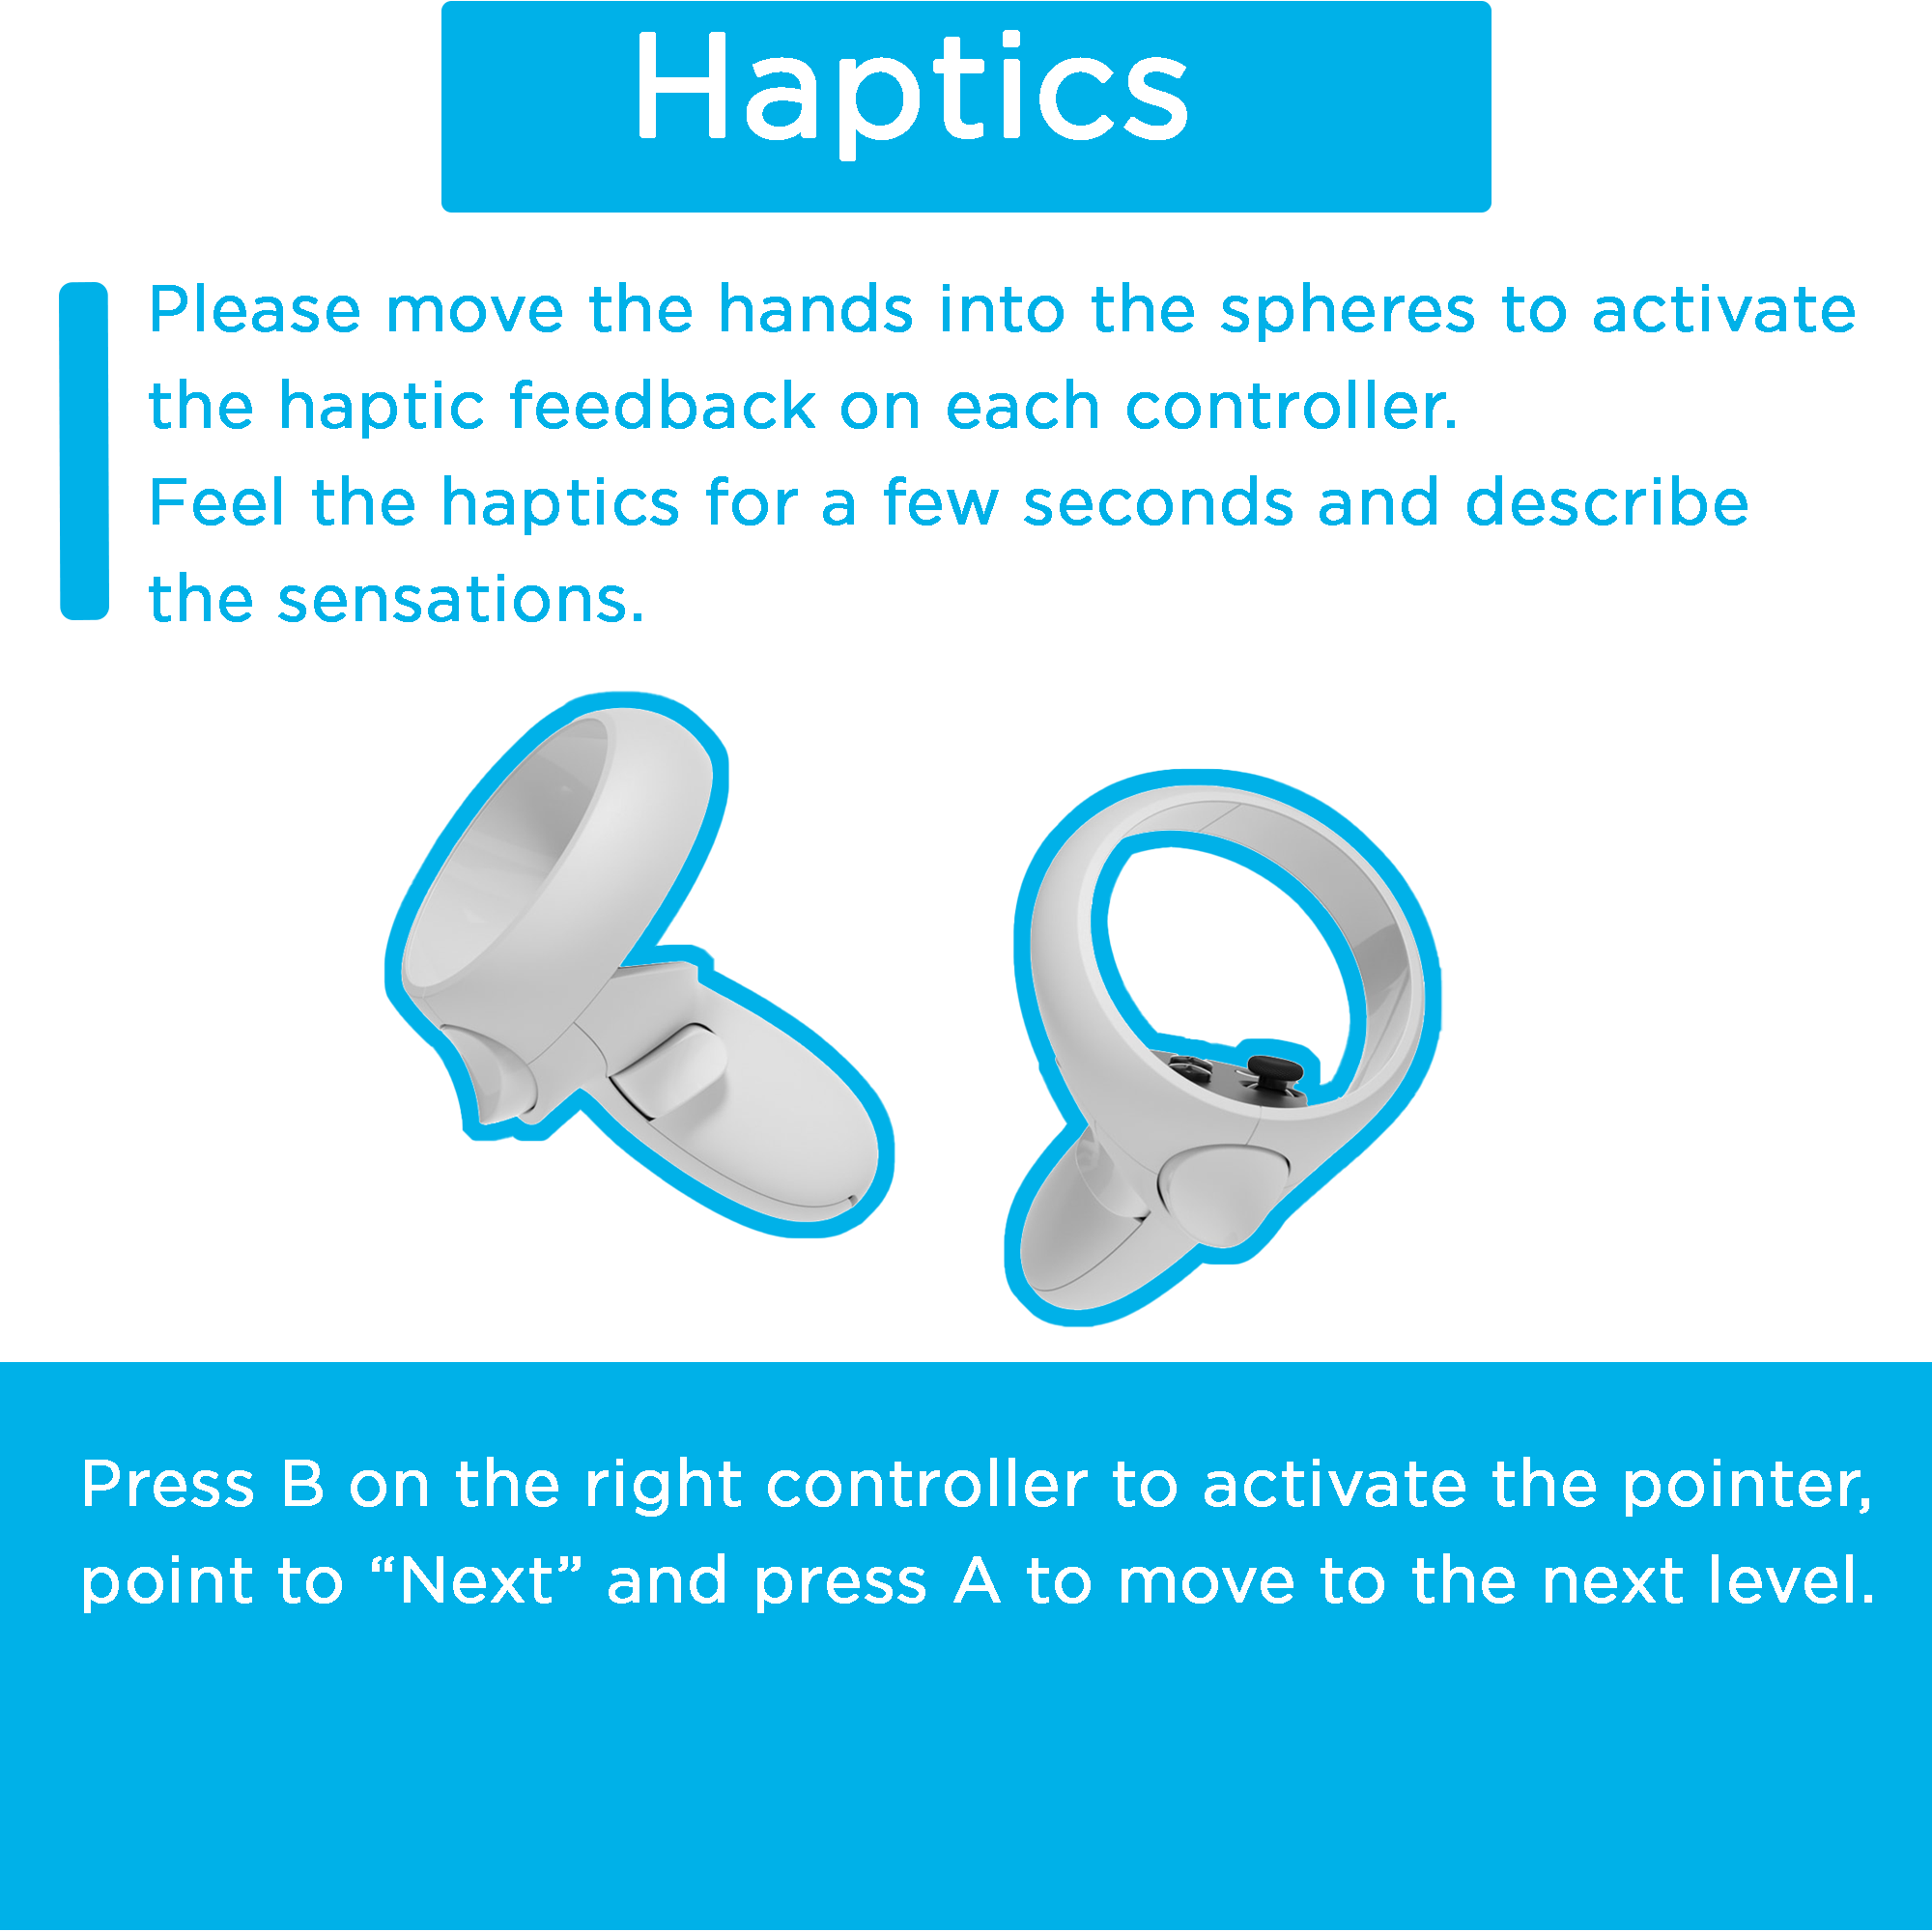 Haptics
Please move the hands into the spheres to activate
the haptic feedback on each controller.
Feel the haptics for a few seconds and describe
the sensations.
Press B on the right controller to activate the pointer,
point to “Next” and press A to move to the next level.